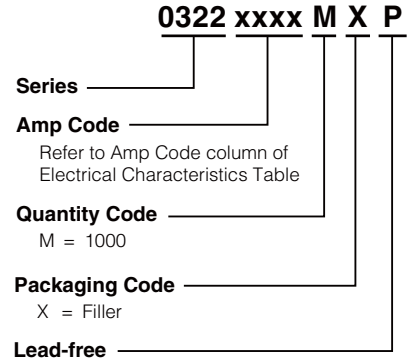 0322 xxxx M X P
Series
Amp Code
Refer to Amp Code column of
Electrical Characteristics Table
Quantity Code
M = 1000
Packaging Code
X = Filler
Lead-free